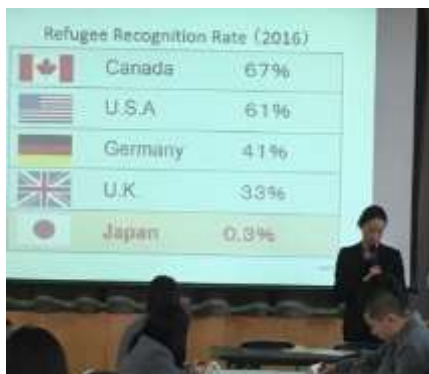 Refugee Recognition Rate (2016)
Canada 67%
U.S.A 61%
Germany 41%
U.K. 33%
Japan 0.3%